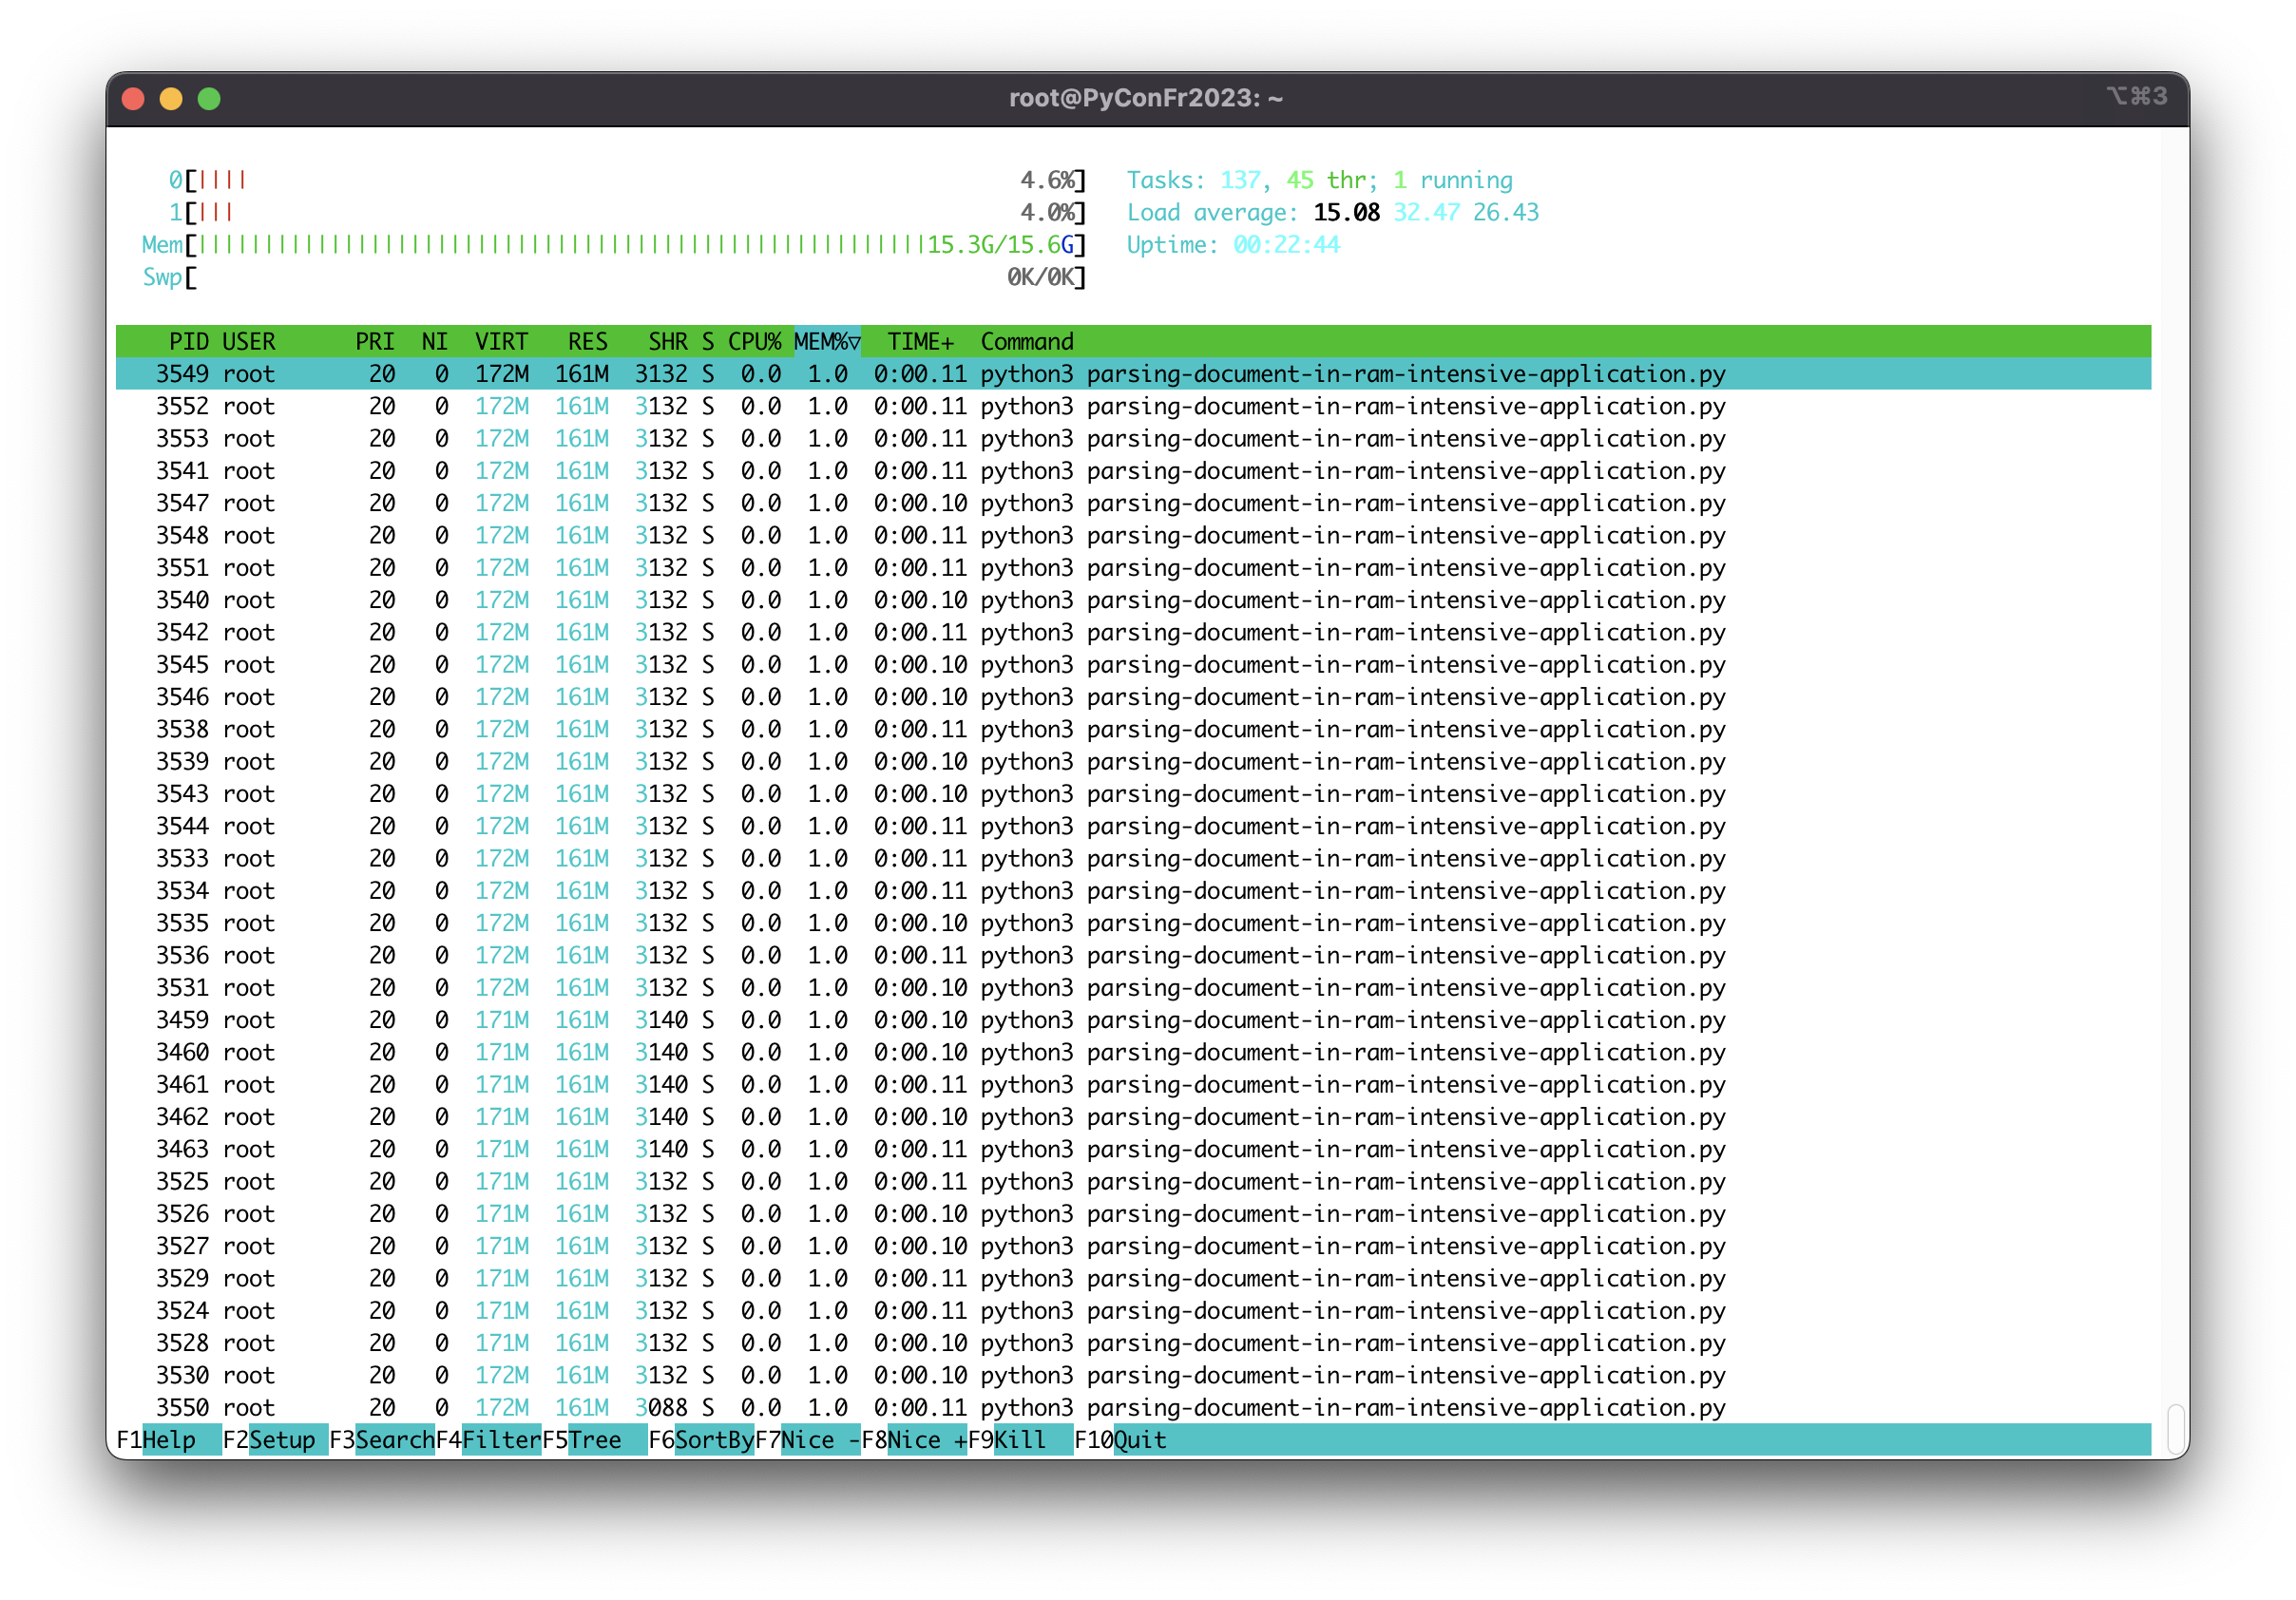 root@PyConFr2023: ~ ⌥⌘3
0[|||| 4.6%] Tasks: 137, 45 thr; 1 running
1[||| 4.0%] Load average: 15.08 32.47 26.43
Mem[|||||||||||||||||||||||||||||||||||||||||||||||||||||||15.3G/15.6G] Uptime: 00:22:44
Swp[ 0K/0K]
PID USER PRI NI VIRT RES SHR S CPU% MEM%▽ TIME+ Command
3549 root 20 0 172M 161M 3132 S 0.0 1.0 0:00.11 python3 parsing-document-in-ram-intensive-application.py
3552 root 20 0 172M 161M 3132 S 0.0 1.0 0:00.11 python3 parsing-document-in-ram-intensive-application.py
3553 root 20 0 172M 161M 3132 S 0.0 1.0 0:00.11 python3 parsing-document-in-ram-intensive-application.py
3541 root 20 0 172M 161M 3132 S 0.0 1.0 0:00.11 python3 parsing-document-in-ram-intensive-application.py
3547 root 20 0 172M 161M 3132 S 0.0 1.0 0:00.10 python3 parsing-document-in-ram-intensive-application.py
3548 root 20 0 172M 161M 3132 S 0.0 1.0 0:00.11 python3 parsing-document-in-ram-intensive-application.py
3551 root 20 0 172M 161M 3132 S 0.0 1.0 0:00.11 python3 parsing-document-in-ram-intensive-application.py
3540 root 20 0 172M 161M 3132 S 0.0 1.0 0:00.10 python3 parsing-document-in-ram-intensive-application.py
3542 root 20 0 172M 161M 3132 S 0.0 1.0 0:00.11 python3 parsing-document-in-ram-intensive-application.py
3545 root 20 0 172M 161M 3132 S 0.0 1.0 0:00.10 python3 parsing-document-in-ram-intensive-application.py
3546 root 20 0 172M 161M 3132 S 0.0 1.0 0:00.10 python3 parsing-document-in-ram-intensive-application.py
3538 root 20 0 172M 161M 3132 S 0.0 1.0 0:00.11 python3 parsing-document-in-ram-intensive-application.py
3539 root 20 0 172M 161M 3132 S 0.0 1.0 0:00.10 python3 parsing-document-in-ram-intensive-application.py
3543 root 20 0 172M 161M 3132 S 0.0 1.0 0:00.10 python3 parsing-document-in-ram-intensive-application.py
3544 root 20 0 172M 161M 3132 S 0.0 1.0 0:00.11 python3 parsing-document-in-ram-intensive-application.py
3533 root 20 0 172M 161M 3132 S 0.0 1.0 0:00.11 python3 parsing-document-in-ram-intensive-application.py
3534 root 20 0 172M 161M 3132 S 0.0 1.0 0:00.11 python3 parsing-document-in-ram-intensive-application.py
3535 root 20 0 172M 161M 3132 S 0.0 1.0 0:00.10 python3 parsing-document-in-ram-intensive-application.py
3536 root 20 0 172M 161M 3132 S 0.0 1.0 0:00.11 python3 parsing-document-in-ram-intensive-application.py
3531 root 20 0 172M 161M 3132 S 0.0 1.0 0:00.10 python3 parsing-document-in-ram-intensive-application.py
3459 root 20 0 171M 161M 3140 S 0.0 1.0 0:00.10 python3 parsing-document-in-ram-intensive-application.py
3460 root 20 0 171M 161M 3140 S 0.0 1.0 0:00.10 python3 parsing-document-in-ram-intensive-application.py
3461 root 20 0 171M 161M 3140 S 0.0 1.0 0:00.11 python3 parsing-document-in-ram-intensive-application.py
3462 root 20 0 171M 161M 3140 S 0.0 1.0 0:00.10 python3 parsing-document-in-ram-intensive-application.py
3463 root 20 0 171M 161M 3140 S 0.0 1.0 0:00.11 python3 parsing-document-in-ram-intensive-application.py
3525 root 20 0 171M 161M 3132 S 0.0 1.0 0:00.11 python3 parsing-document-in-ram-intensive-application.py
3526 root 20 0 171M 161M 3132 S 0.0 1.0 0:00.10 python3 parsing-document-in-ram-intensive-application.py
3527 root 20 0 171M 161M 3132 S 0.0 1.0 0:00.10 python3 parsing-document-in-ram-intensive-application.py
3529 root 20 0 171M 161M 3132 S 0.0 1.0 0:00.11 python3 parsing-document-in-ram-intensive-application.py
3524 root 20 0 171M 161M 3132 S 0.0 1.0 0:00.11 python3 parsing-document-in-ram-intensive-application.py
3528 root 20 0 171M 161M 3132 S 0.0 1.0 0:00.10 python3 parsing-document-in-ram-intensive-application.py
3530 root 20 0 172M 161M 3132 S 0.0 1.0 0:00.10 python3 parsing-document-in-ram-intensive-application.py
3550 root 20 0 172M 161M 3088 S 0.0 1.0 0:00.11 python3 parsing-document-in-ram-intensive-application.py
F1Help F2Setup F3SearchF4FilterF5Tree F6SortByF7Nice -F8Nice +F9Kill F10Quit